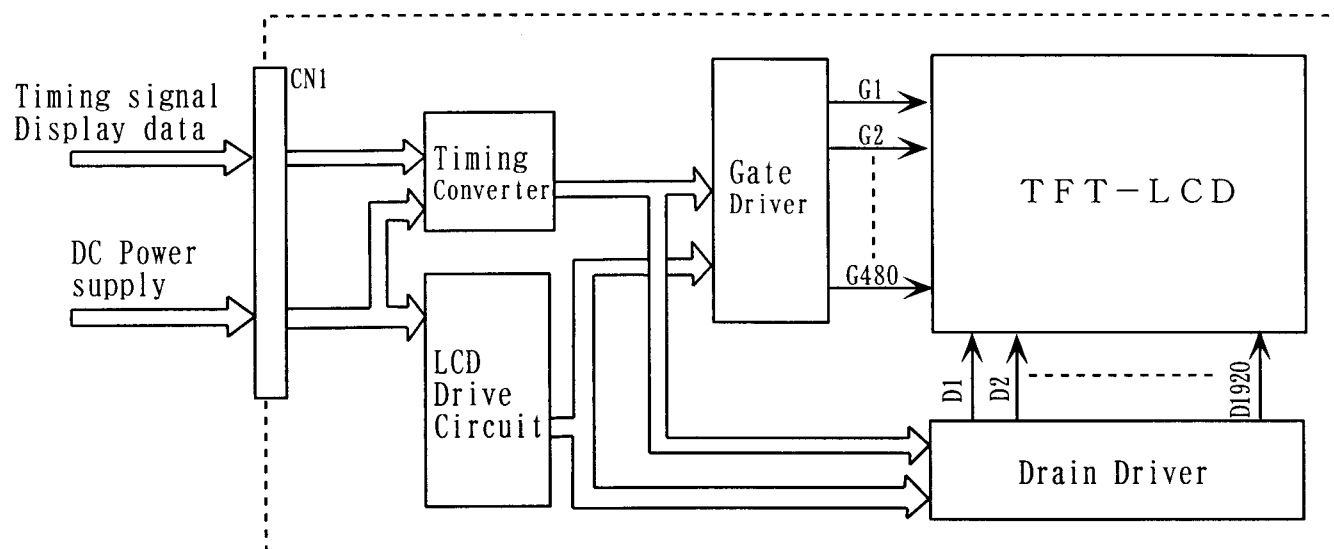 CN1
Timing signal
Display data
DC Power
supply
Timing
Converter
LCD
Drive
Circuit
Gate
Driver
G1
G2
G480
TFT-LCD
D1
D2
D1920
Drain Driver